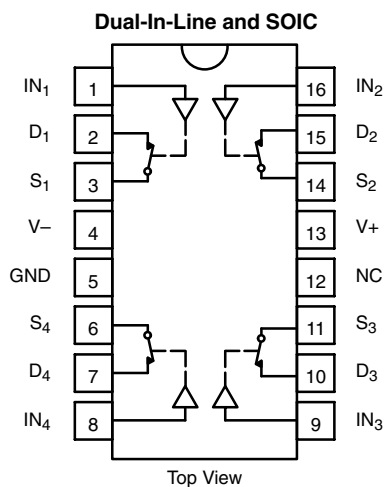 Dual-In-Line and SOIC
IN₁ 1 16 IN₂
D₁ 2 15 D₂
S₁ 3 14 S₂
V– 4 13 V+
GND 5 12 NC
S₄ 6 11 S₃
D₄ 7 10 D₃
IN₄ 8 9 IN₃
Top View